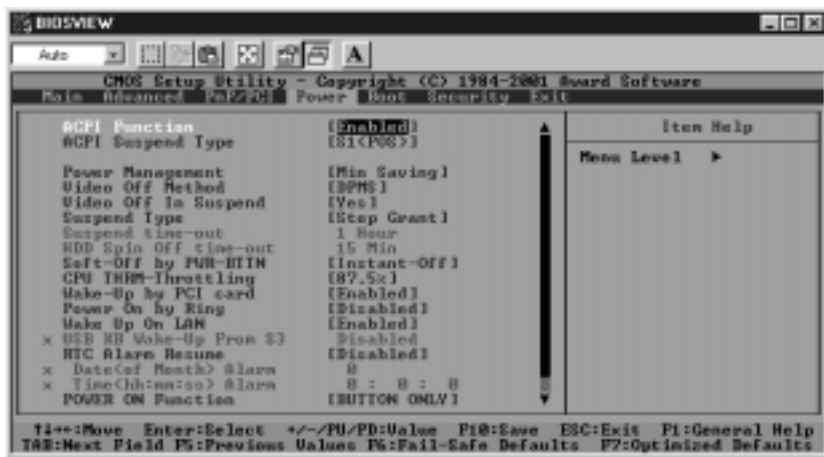 BIOSVIEW
Auto
A
CMOS Setup Utility - Copyright (C) 1984-2001 Award Software
Main Advanced PnP/PCI Power Boot Security Exit
ACPI Function [Enabled]
ACPI Suspend Type [S1(POS)]
Power Management [Min Saving]
Video Off Method [DPMS]
Video Off In Suspend [Yes]
Suspend Type [Stop Grant]
Suspend time-out 1 Hour
HDD Spin Off time-out 15 Min
Soft-Off by PWR-BTTN [Instant-Off]
CPU THRM-Throttling [87.5%]
Wake-Up by PCI card [Enabled]
Power On by Ring [Disabled]
Wake Up On LAN [Enabled]
x USB KB Wake-Up From S3 Disabled
RTC Alarm Resume [Disabled]
x Date(of Month) Alarm 0
x Time(hh:mm:ss) Alarm 0 : 0 : 0
POWER ON Function [BUTTON ONLY]
Item Help
Menu Level ►
↑↓→←:Move Enter:Select +/-/PU/PD:Value F10:Save ESC:Exit F1:General Help
TAB:Next Field F5:Previous Values F6:Fail-Safe Defaults F7:Optimized Defaults